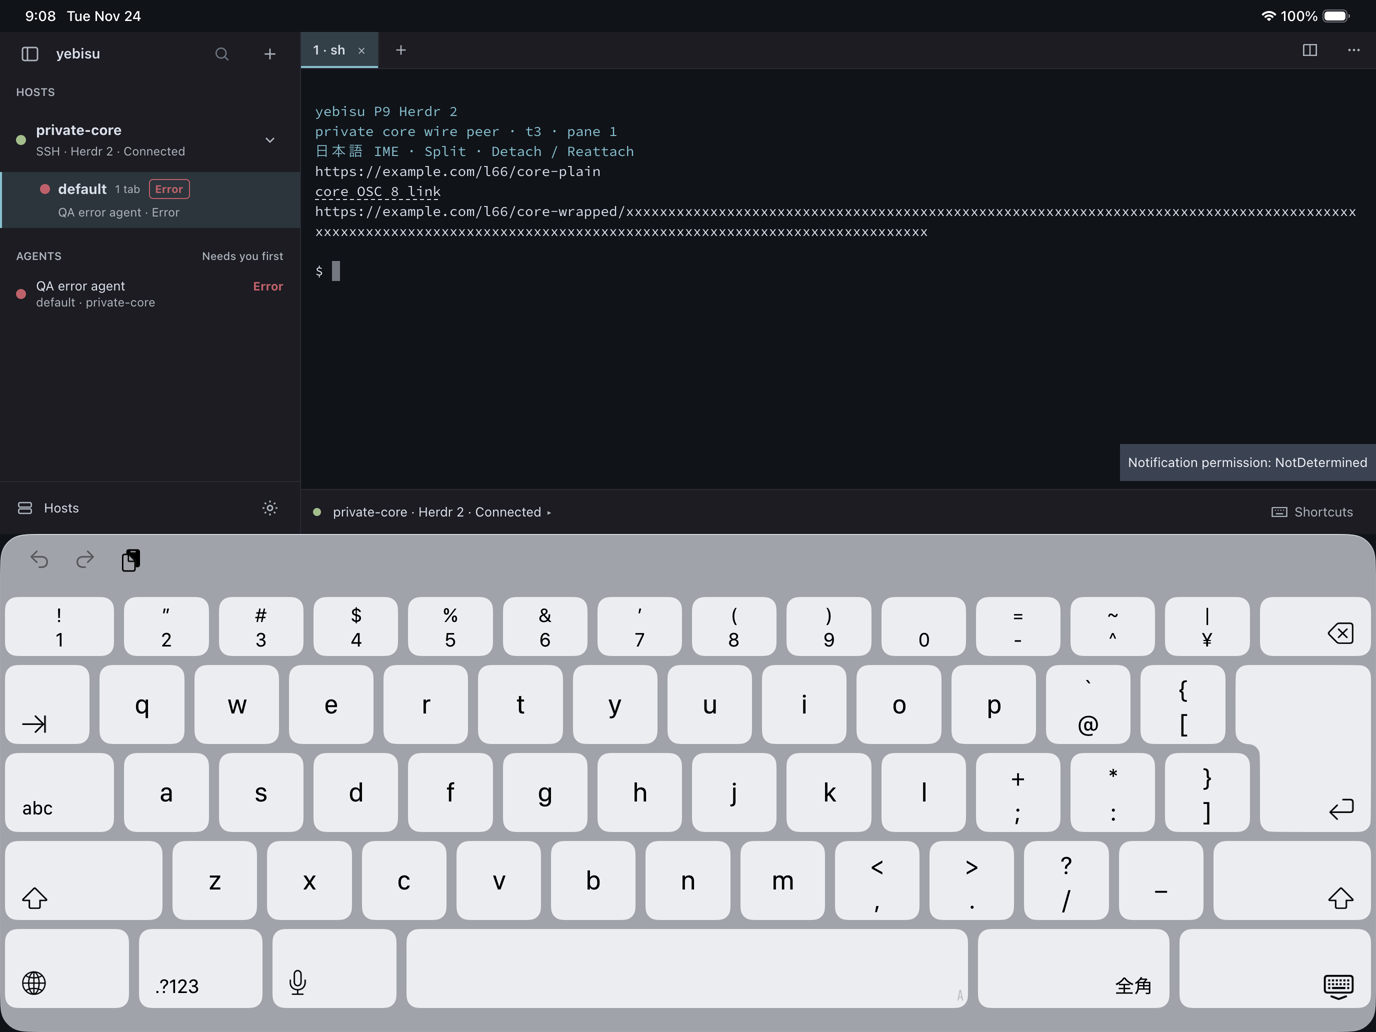 9:08 Tue Nov 24
100%
yebisu
HOSTS
private-core
SSH · Herdr 2 · Connected
default 1 tab Error
QA error agent · Error
AGENTS Needs you first
QA error agent Error
default · private-core
Hosts
1 · sh × +
yebisu P9 Herdr 2
private core wire peer · t3 · pane 1
日本語 IME · Split · Detach / Reattach
https://example.com/l66/core-plain
core OSC 8 link
https://example.com/l66/core-wrapped/xxxxxxxxxxxxxxxxxxxxxxxxxxxxxxxxxxxxxxxxxxxxxxxxxxxxxxxxxxxxxxxxxxxxxxxxxxxxxxxxxxxxxxx
xxxxxxxxxxxxxxxxxxxxxxxxxxxxxxxxxxxxxxxxxxxxxxxxxxxxxxxxxxxxxxxxxxxxxxxxx
$
Notification permission: NotDetermined
private-core · Herdr 2 · Connected ▸
Shortcuts
! " # $ % & ' ( ) = ~ |
1 2 3 4 5 6 7 8 9 0 - ^ ¥
q w e r t y u i o p ` @ { [
abc a s d f g h j k l + ; * : } ]
z x c v b n m < , > . ? / _
.?123 A 全角